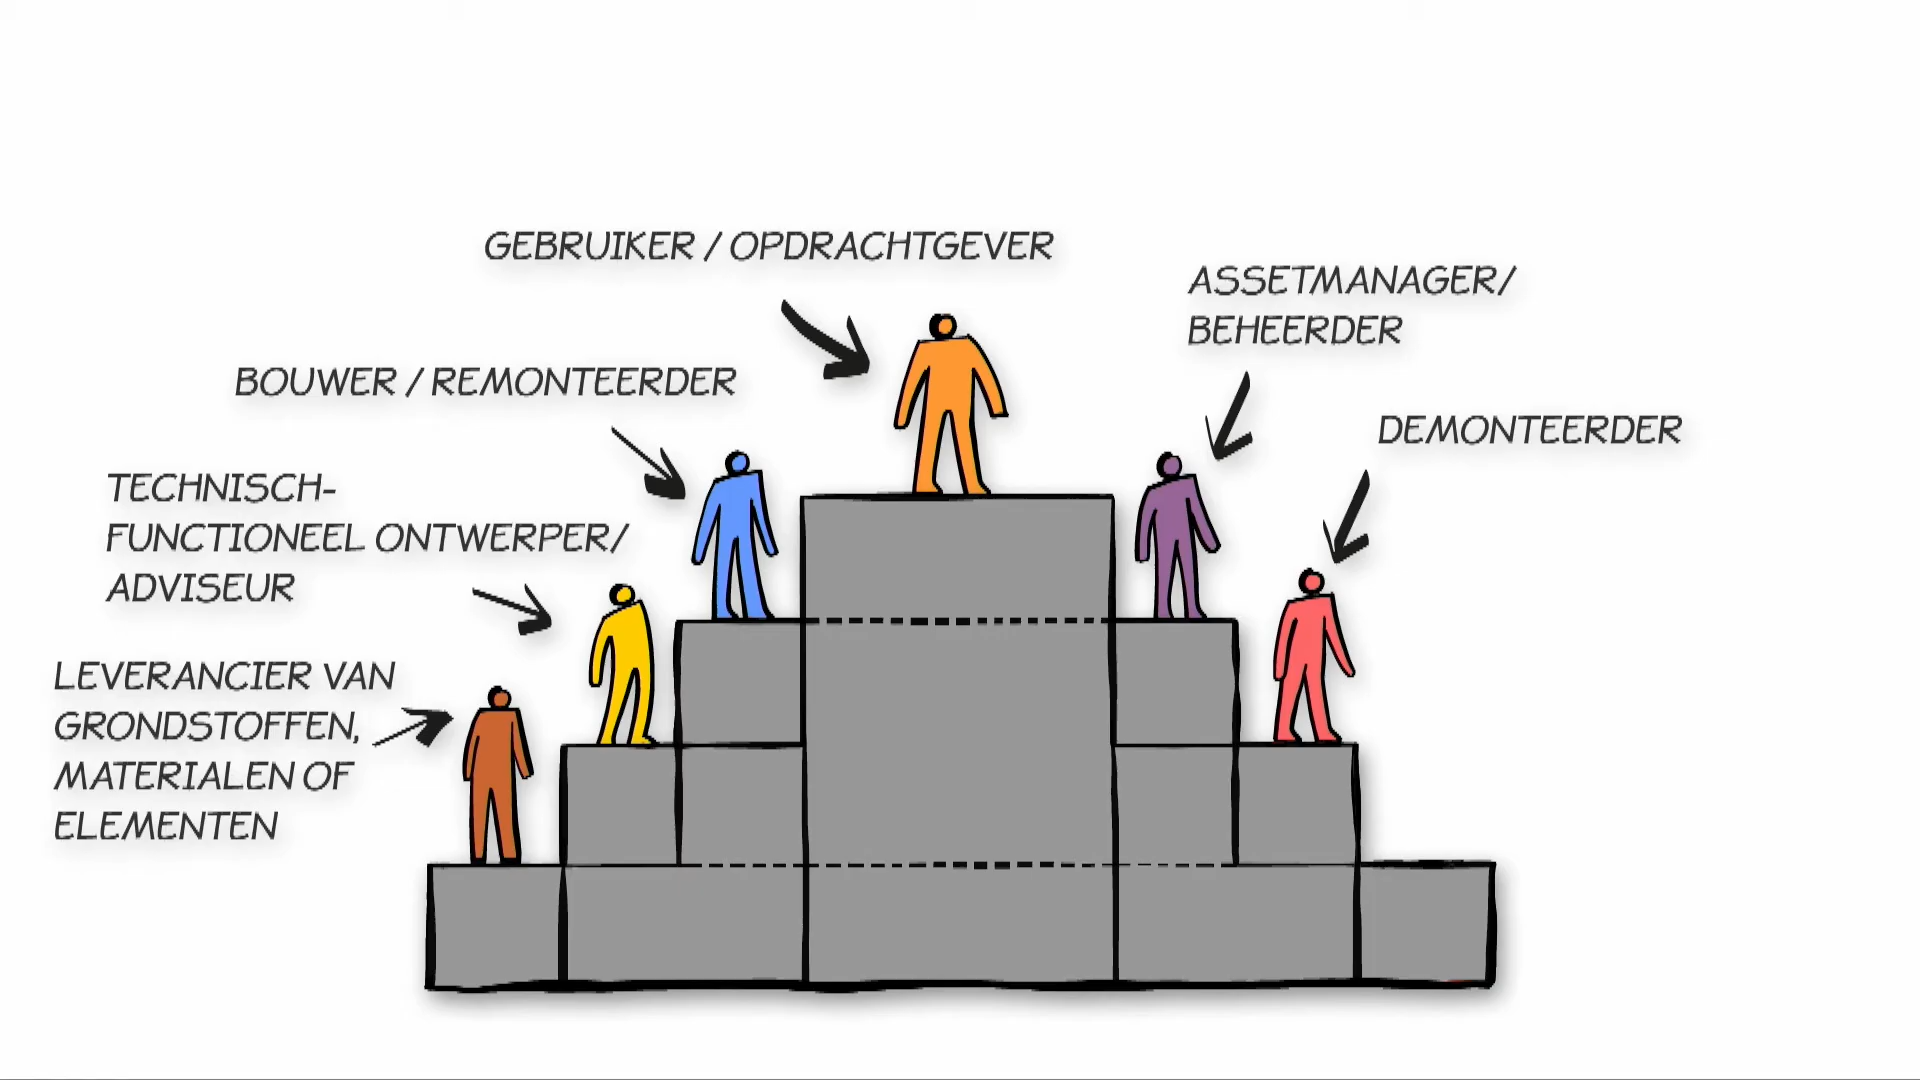 GEBRUIKER / OPDRACHTGEVER
ASSETMANAGER/
BEHEERDER
BOUWER / REMONTEERDER
DEMONTEERDER
TECHNISCH-
FUNCTIONEEL ONTWERPER/
ADVISEUR
LEVERANCIER VAN
GRONDSTOFFEN,
MATERIALEN OF
ELEMENTEN